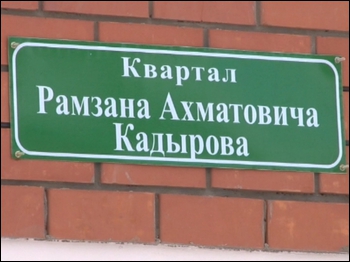 Квартал
Рамзана Ахматовича
Кадырова